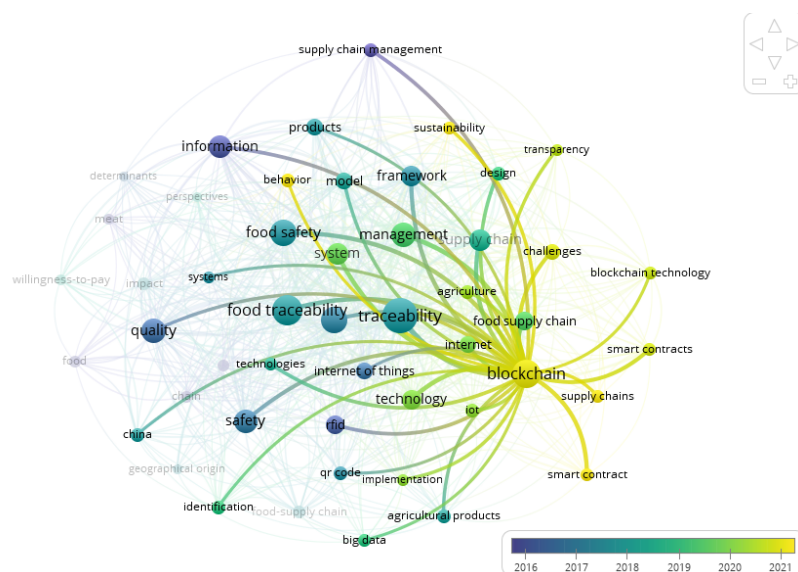 supply chain management
products
sustainability
information
transparency
determinants
behavior
model
framework
design
perspectives
meat
food safety
management
supply chain
system
challenges
willingness-to-pay
impact
systems
blockchain technology
agriculture
food traceability
traceability
food supply chain
quality
internet
smart contracts
food
technologies
internet of things
blockchain
chain
technology
supply chains
iot
safety
rfid
china
geographical origin
qr code
implementation
smart contract
identification
food-supply chain
agricultural products
big data
2016 2017 2018 2019 2020 2021